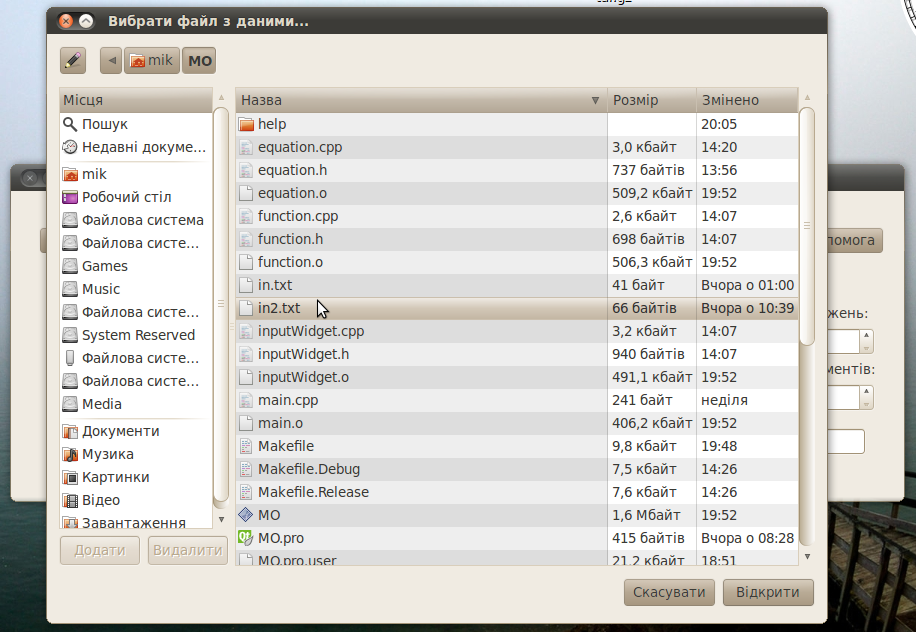 Вибрати файл з даними...
mik MO
Місця
Пошук
Недавні докуме...
mik
Робочий стіл
Файлова система
Файлова систе...
Games
Music
Файлова систе...
System Reserved
Файлова систе...
Файлова систе...
Media
Документи
Музика
Картинки
Відео
Завантаження
Додати Видалити
Назва Розмір Змінено
help 20:05
equation.cpp 3,0 кбайт 14:20
equation.h 737 байтів 13:56
equation.o 509,2 кбайт 19:52
function.cpp 2,6 кбайт 14:07
function.h 698 байтів 14:07
function.o 506,3 кбайт 19:52
in.txt 41 байт Вчора о 01:00
in2.txt 66 байтів Вчора о 10:39
inputWidget.cpp 3,2 кбайт 14:07
inputWidget.h 940 байтів 14:07
inputWidget.o 491,1 кбайт 19:52
main.cpp 241 байт неділя
main.o 406,2 кбайт 19:52
Makefile 9,8 кбайт 19:48
Makefile.Debug 7,5 кбайт 14:26
Makefile.Release 7,6 кбайт 14:26
MO 1,6 Мбайт 19:52
MO.pro 415 байтів Вчора о 08:28
MO.pro.user 21,2 кбайт 18:51
Скасувати Відкрити
помога
жень:
ментів: